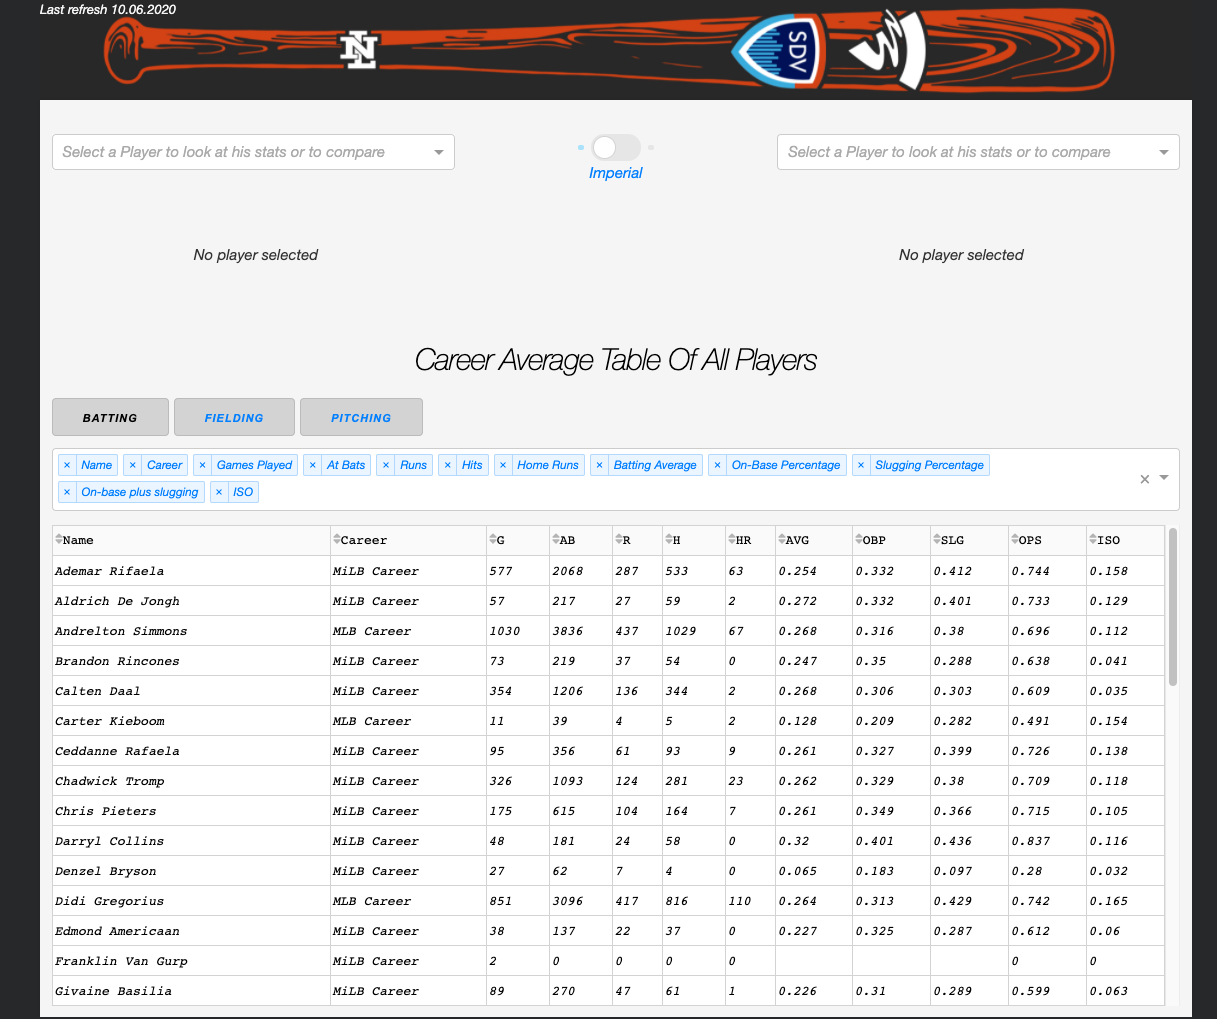 Last refresh 10.06.2020
N
SDV
W
Select a Player to look at his stats or to compare
Select a Player to look at his stats or to compare
Imperial
No player selected
No player selected
Career Average Table Of All Players
BATTING FIELDING PITCHING
× Name × Career × Games Played × At Bats × Runs × Hits × Home Runs × Batting Average × On-Base Percentage × Slugging Percentage
× On-base plus slugging × ISO
Name Career G AB R H HR AVG OBP SLG OPS ISO
Ademar Rifaela MiLB Career 577 2068 287 533 63 0.254 0.332 0.412 0.744 0.158
Aldrich De Jongh MiLB Career 57 217 27 59 2 0.272 0.332 0.401 0.733 0.129
Andrelton Simmons MLB Career 1030 3836 437 1029 67 0.268 0.316 0.38 0.696 0.112
Brandon Rincones MiLB Career 73 219 37 54 0 0.247 0.35 0.288 0.638 0.041
Calten Daal MiLB Career 354 1206 136 344 2 0.268 0.306 0.303 0.609 0.035
Carter Kieboom MLB Career 11 39 4 5 2 0.128 0.209 0.282 0.491 0.154
Ceddanne Rafaela MiLB Career 95 356 61 93 9 0.261 0.327 0.399 0.726 0.138
Chadwick Tromp MiLB Career 326 1093 124 281 23 0.262 0.329 0.38 0.709 0.118
Chris Pieters MiLB Career 175 615 104 164 7 0.261 0.349 0.366 0.715 0.105
Darryl Collins MiLB Career 48 181 24 58 0 0.32 0.401 0.436 0.837 0.116
Denzel Bryson MiLB Career 27 62 7 4 0 0.065 0.183 0.097 0.28 0.032
Didi Gregorius MLB Career 851 3096 417 816 110 0.264 0.313 0.429 0.742 0.165
Edmond Americaan MiLB Career 38 137 22 37 0 0.227 0.325 0.287 0.612 0.06
Franklin Van Gurp MiLB Career 2 0 0 0 0 0 0
Givaine Basilia MiLB Career 89 270 47 61 1 0.226 0.31 0.289 0.599 0.063